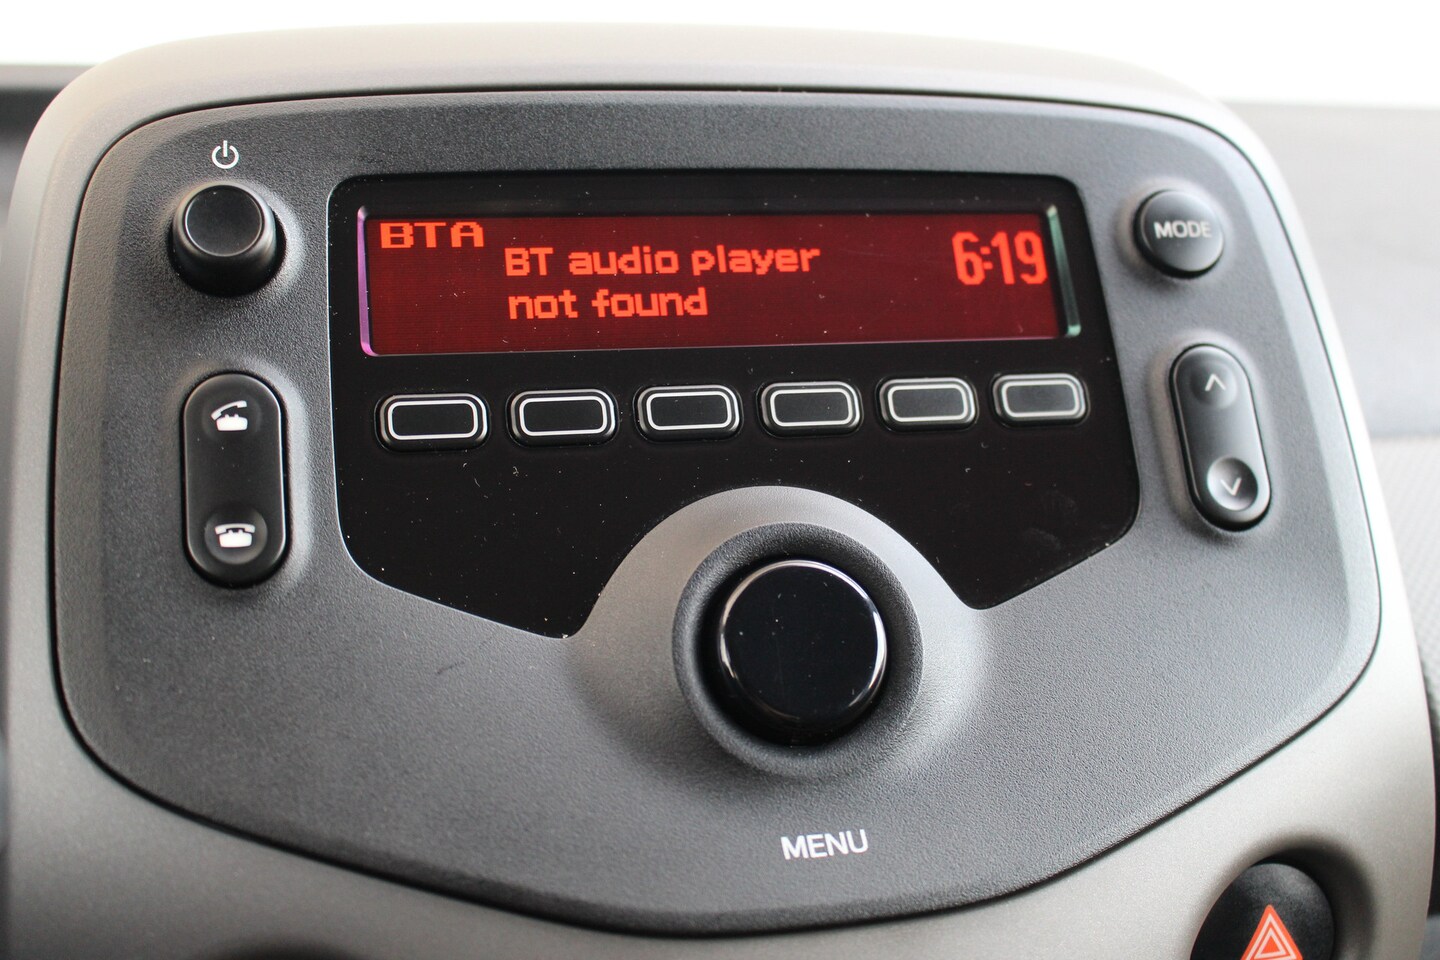 BTA
BT audio player
not found
6:19
MODE
MENU